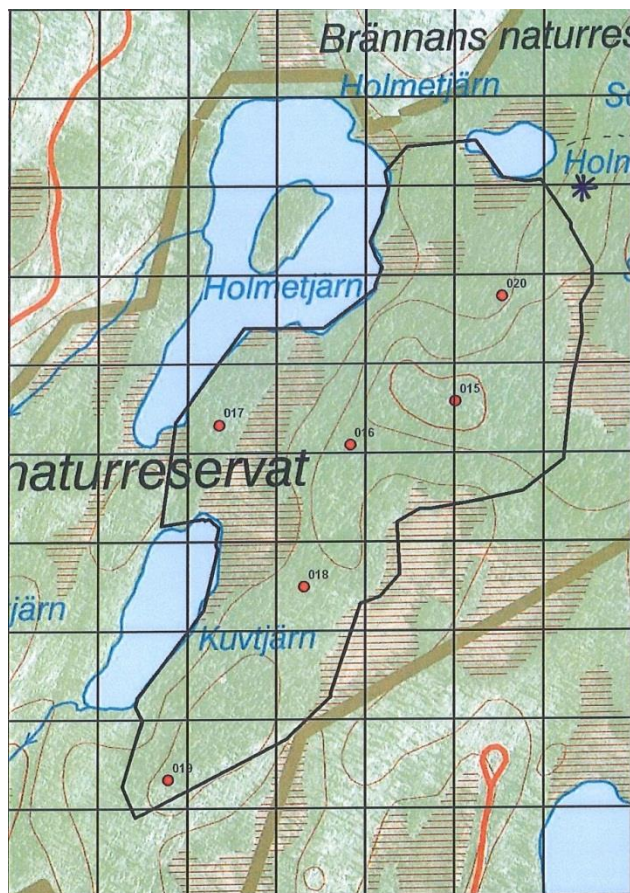 Brännans naturres
Holmetjärn
Holm
Holmetjärn
020
015
017
016
naturreservat
018
järn
Kuvtjärn
019